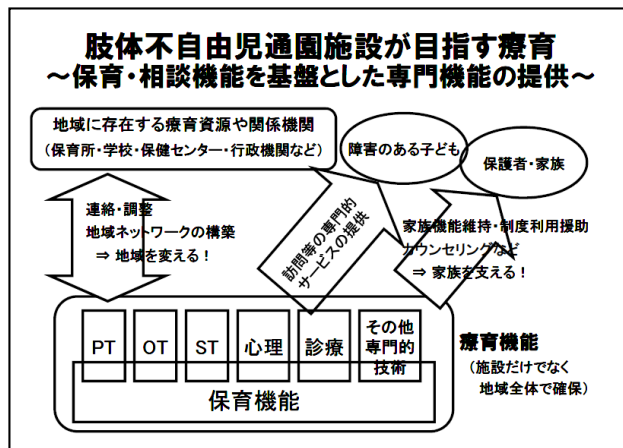 肢体不自由児通園施設が目指す療育
～保育・相談機能を基盤とした専門機能の提供～
地域に存在する療育資源や関係機関
（保育所・学校・保健センター・行政機関など）
障害のある子ども
保護者・家族
連絡・調整
地域ネットワークの構築
⇒ 地域を変える！
訪問等の専門的
サービスの提供
家族機能維持・制度利用援助
カウンセリングなど
⇒ 家族を支える！
PT
OT
ST
心理
診療
その他
専門的
技術
保育機能
療育機能
（施設だけでなく
地域全体で確保）